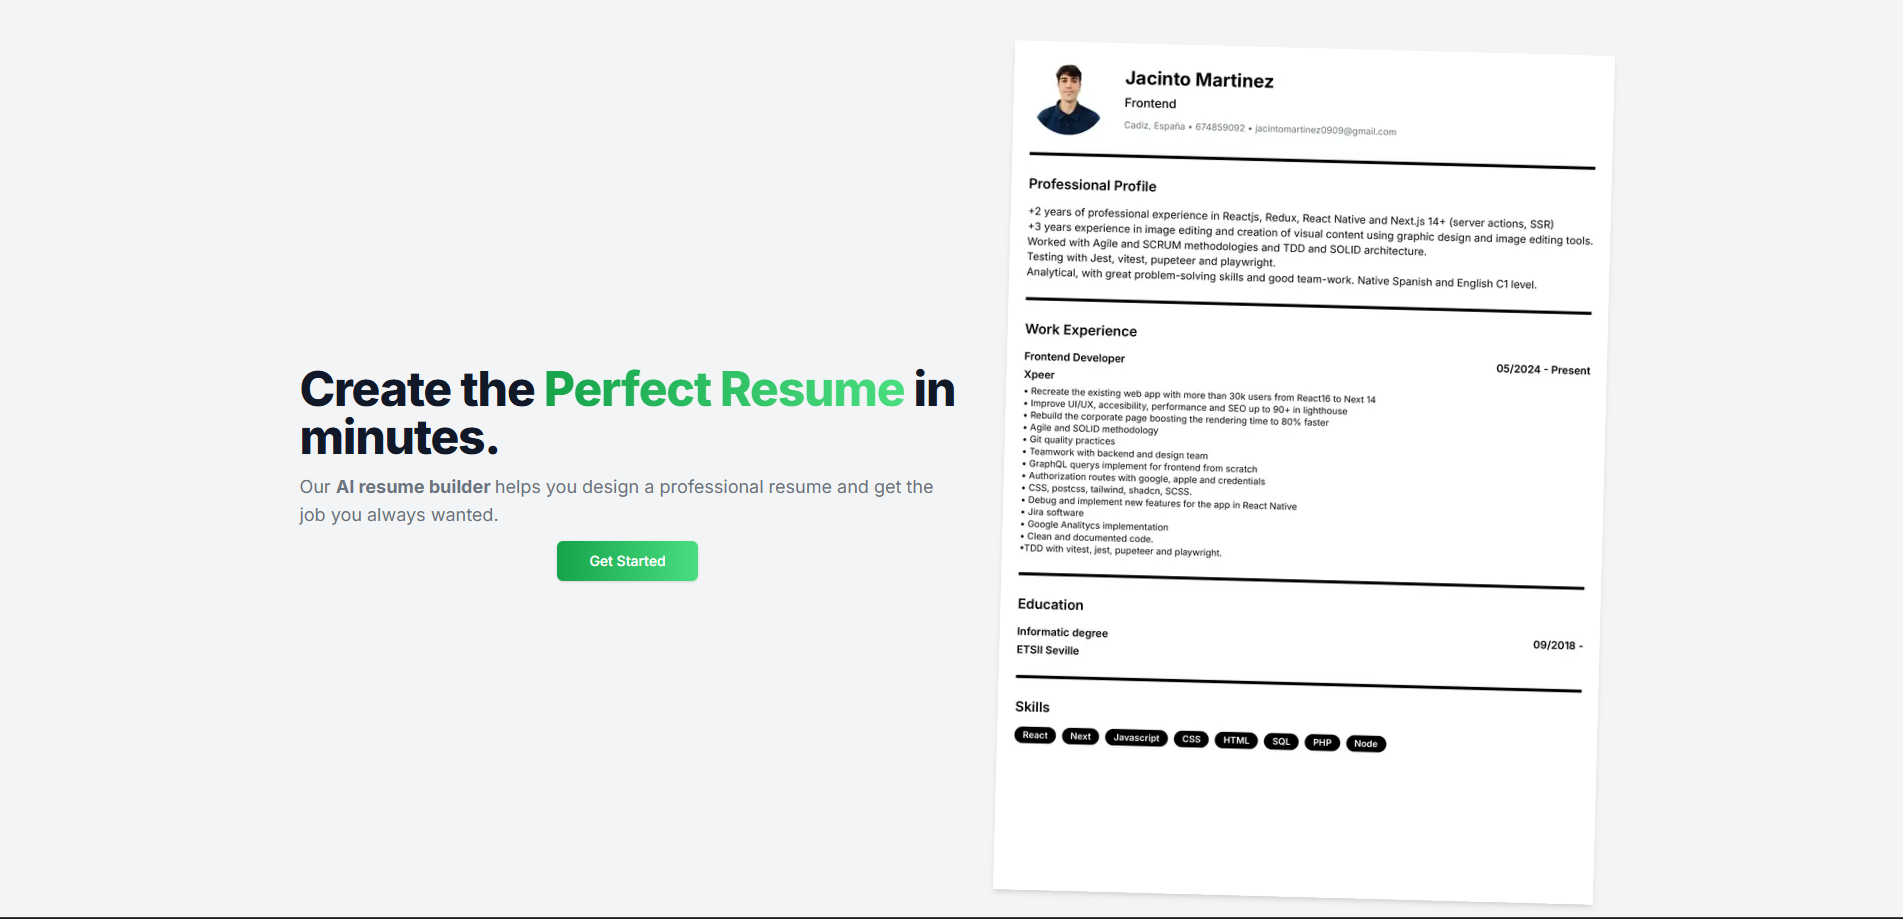 Create the Perfect Resume in
minutes.
Our AI resume builder helps you design a professional resume and get the
job you always wanted.
Get Started
Jacinto Martinez
Frontend
Cadiz, España • 674859092 • jacintomartinez0909@gmail.com
Professional Profile
+2 years of professional experience in Reactjs, Redux, React Native and Next.js 14+ (server actions, SSR)
+3 years experience in image editing and creation of visual content using graphic design and image editing tools.
Worked with Agile and SCRUM methodologies and TDD and SOLID architecture.
Testing with Jest, vitest, pupeteer and playwright.
Analytical, with great problem-solving skills and good team-work. Native Spanish and English C1 level.
Work Experience
Frontend Developer
05/2024 - Present
Xpeer
• Recreate the existing web app with more than 30k users from React16 to Next 14
• Improve UI/UX, accesibility, performance and SEO up to 90+ in lighthouse
• Rebuild the corporate page boosting the rendering time to 80% faster
• Agile and SOLID methodology
• Git quality practices
• Teamwork with backend and design team
• GraphQL querys implement for frontend from scratch
• Authorization routes with google, apple and credentials
• CSS, postcss, tailwind, shadcn, SCSS.
• Debug and implement new features for the app in React Native
• Jira software
• Google Analitycs implementation
• Clean and documented code.
•TDD with vitest, jest, pupeteer and playwright.
Education
Informatic degree
09/2018 -
ETSII Seville
Skills
React Next Javascript CSS HTML SQL PHP Node